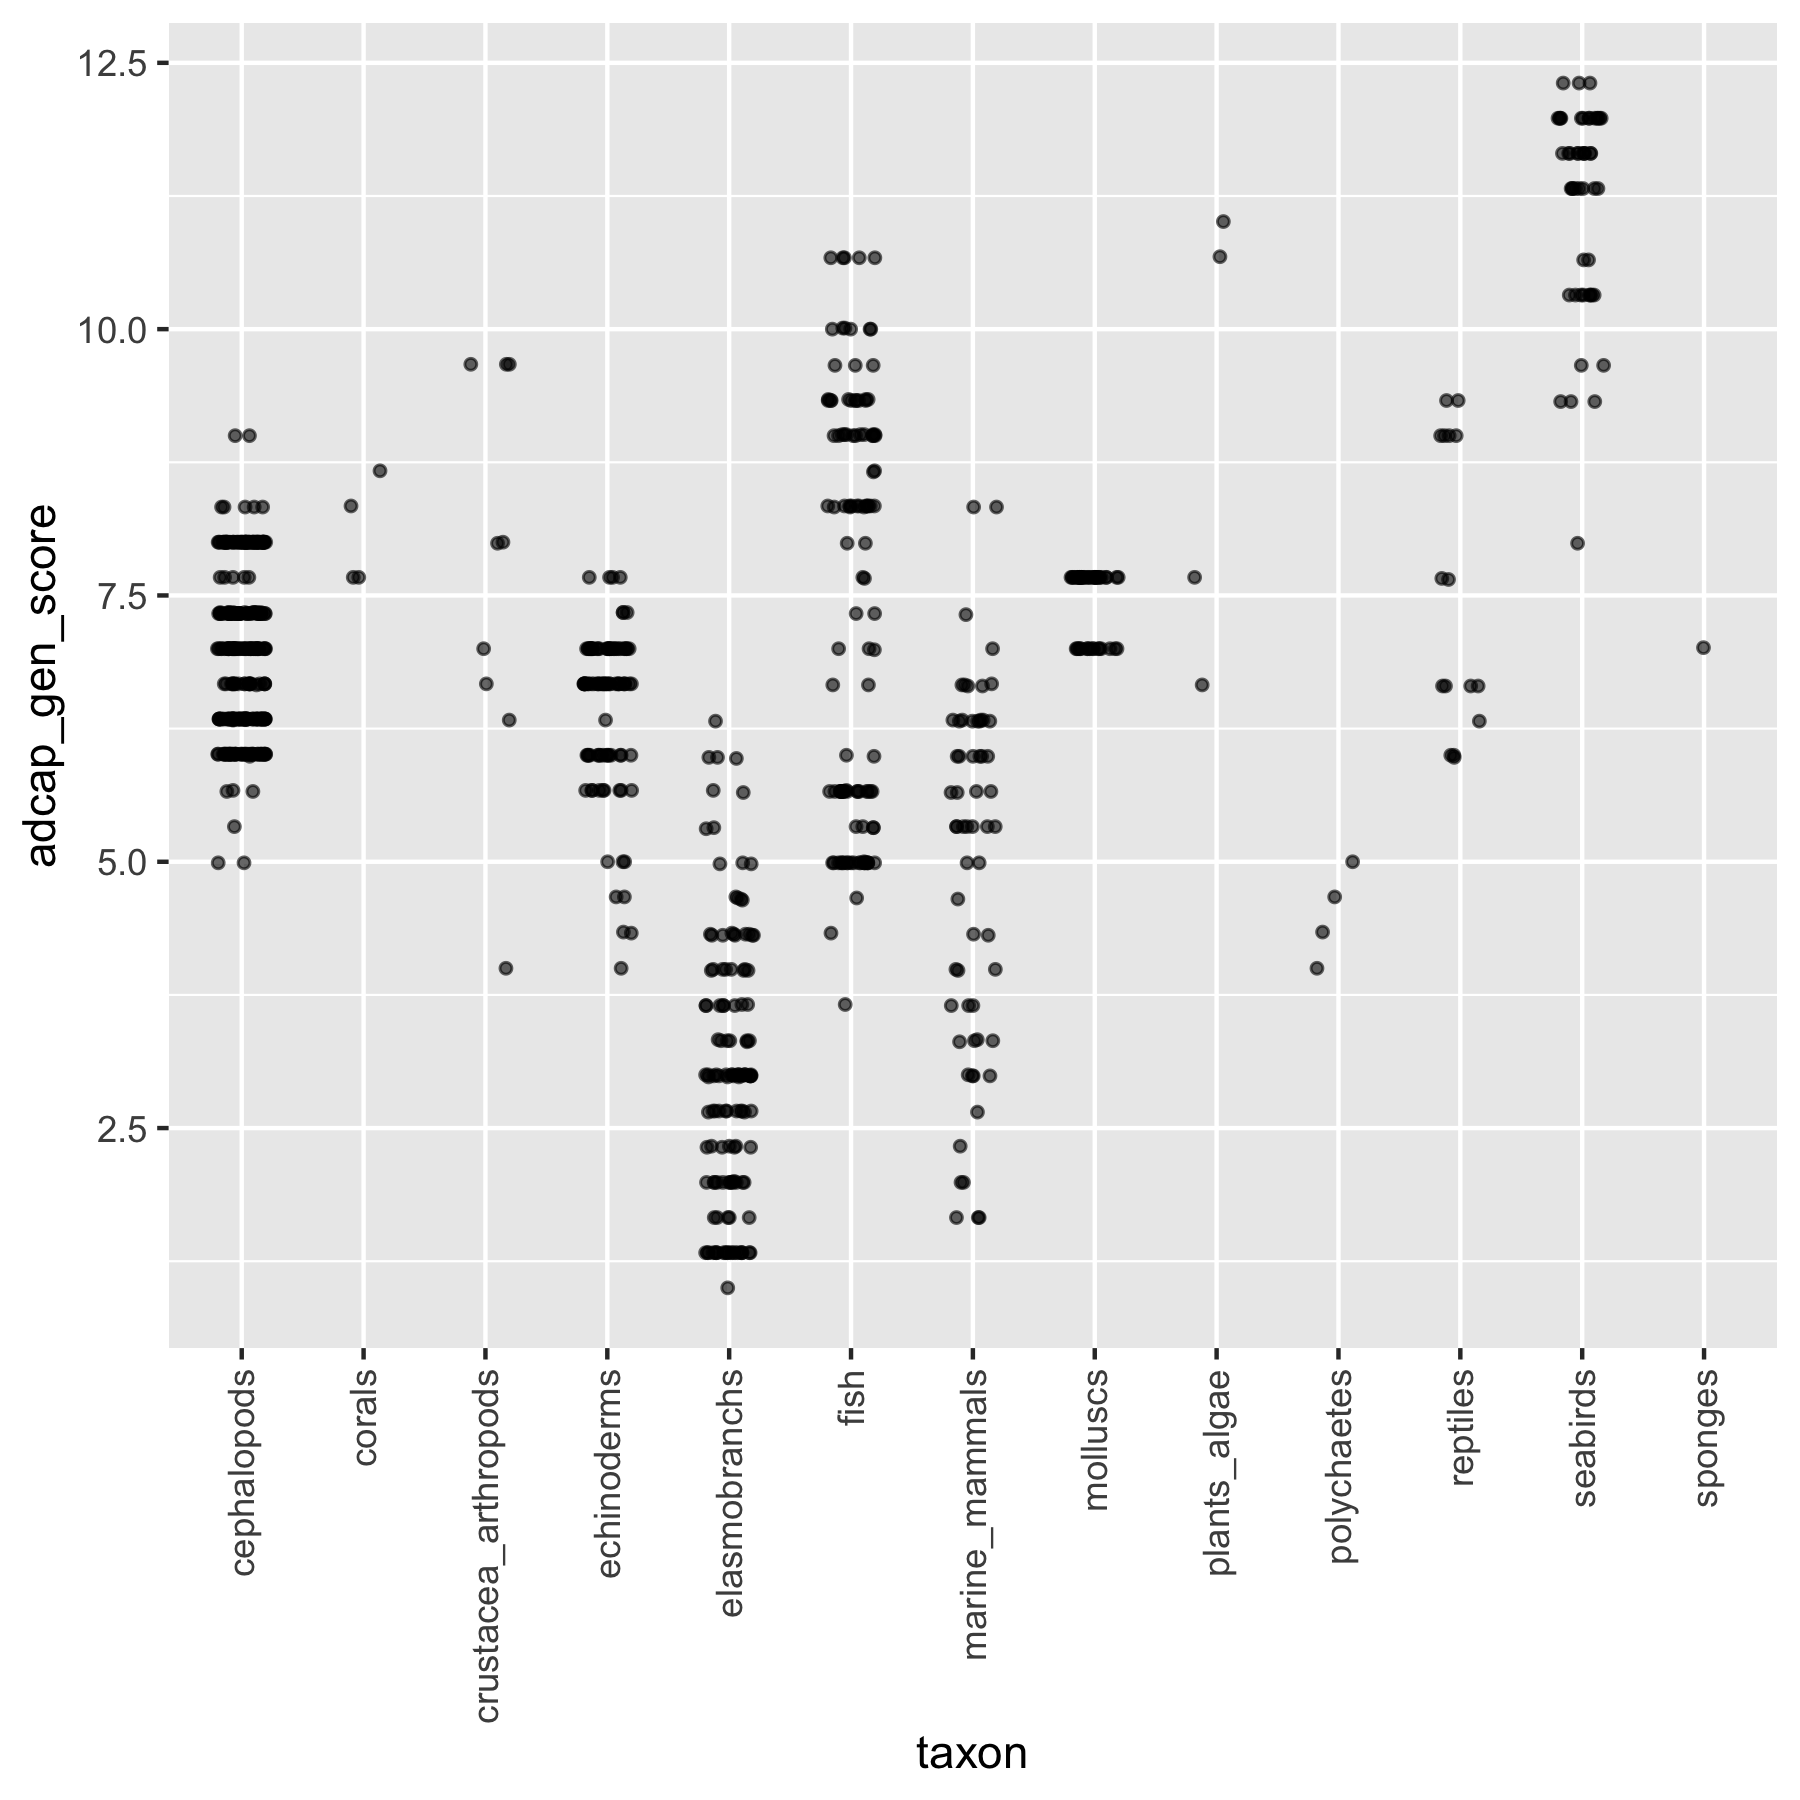 adcap_gen_score
12.5
10.0
7.5
5.0
2.5
cephalopods
corals
crustacea_arthropods
echinoderms
elasmobranchs
fish
marine_mammals
molluscs
plants_algae
polychaetes
reptiles
seabirds
sponges
taxon